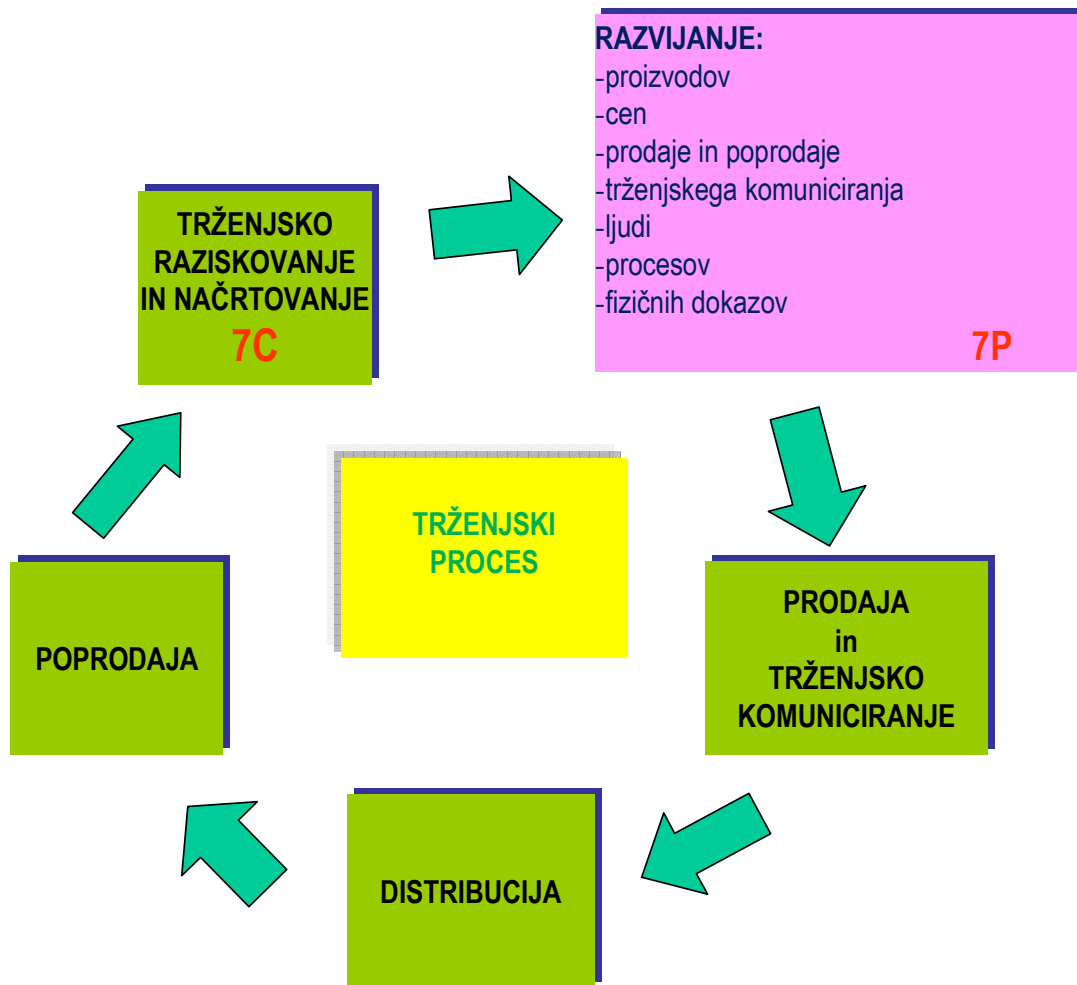 TRŽENJSKO
RAZISKOVANJE
IN NAČRTOVANJE
7C
RAZVIJANJE:
-proizvodov
-cen
-prodaje in poprodaje
-trženjskega komuniciranja
-ljudi
-procesov
-fizičnih dokazov
7P
TRŽENJSKI
PROCES
PRODAJA
in
TRŽENJSKO
KOMUNICIRANJE
DISTRIBUCIJA
POPRODAJA